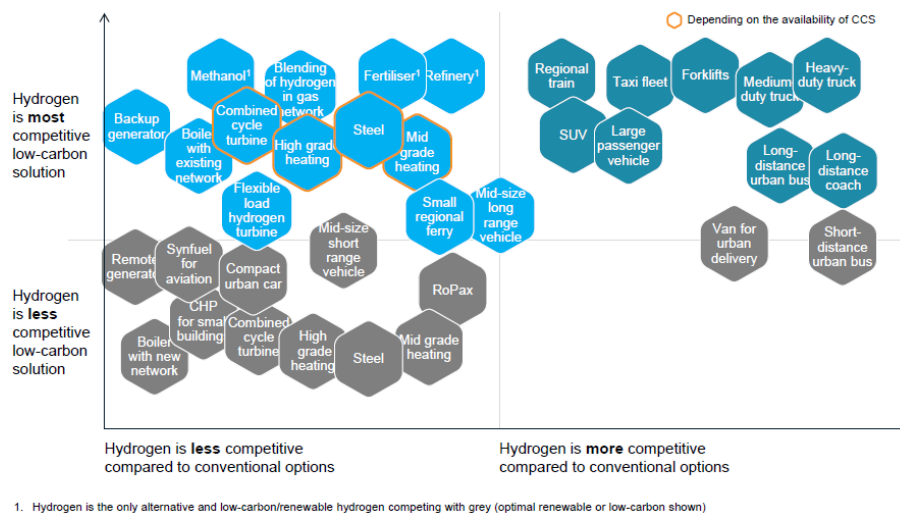 Depending on the availability of CCS
Hydrogen
is most
competitive
low-carbon
solution
Hydrogen
is less
competitive
low-carbon
solution
Methanol¹
Blending
of hydrogen
in gas
network
Fertiliser¹
Refinery¹
Backup
generator
Boiler
with
existing
network
Combined
cycle
turbine
High grade
heating
Steel
Mid
grade
heating
Flexible
load
hydrogen
turbine
Small
regional
ferry
Mid-size
long
range
vehicle
Regional
train
Taxi fleet
Forklifts
Medium
duty truck
Heavy-
duty truck
SUV
Large
passenger
vehicle
Long-
distance
urban bus
Long-
distance
coach
Remote
generator
Synfuel
for
aviation
Compact
urban car
Mid-size
short
range
vehicle
RoPax
Van for
urban
delivery
Short-
distance
urban bus
Boiler
with new
network
CHP
for small
building
Combined
cycle
turbine
High
grade
heating
Steel
Mid grade
heating
Hydrogen is less competitive
compared to conventional options
Hydrogen is more competitive
compared to conventional options
1. Hydrogen is the only alternative and low-carbon/renewable hydrogen competing with grey (optimal renewable or low-carbon shown)